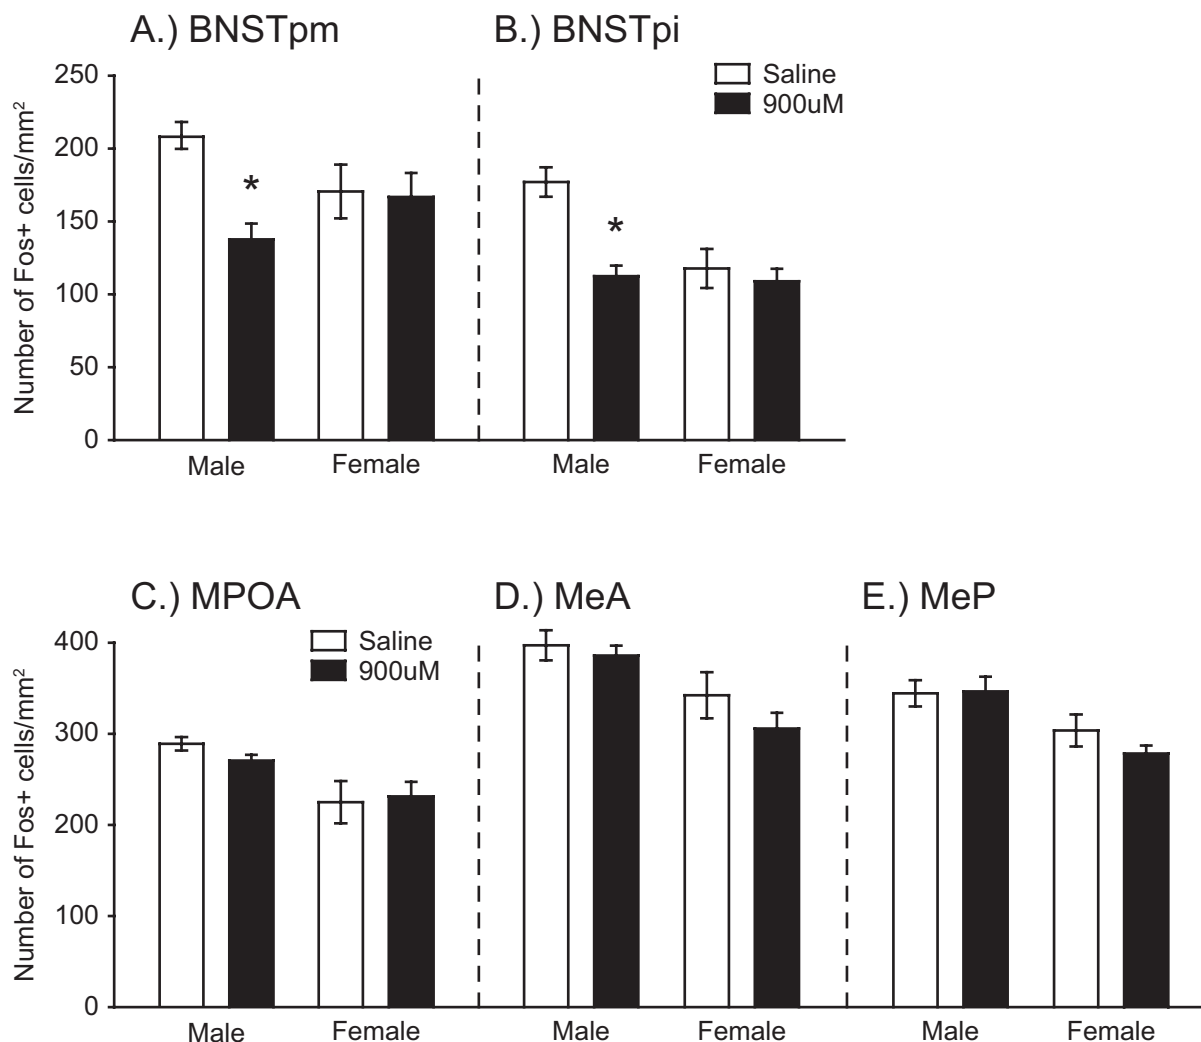 A.) BNSTpm
B.) BNSTpi
Saline
900uM
Number of Fos+ cells/mm²
250
200
150
100
50
0
*
*
Male
Female
Male
Female
C.) MPOA
D.) MeA
E.) MeP
Saline
900uM
Number of Fos+ cells/mm²
400
300
200
100
0
Male
Female
Male
Female
Male
Female